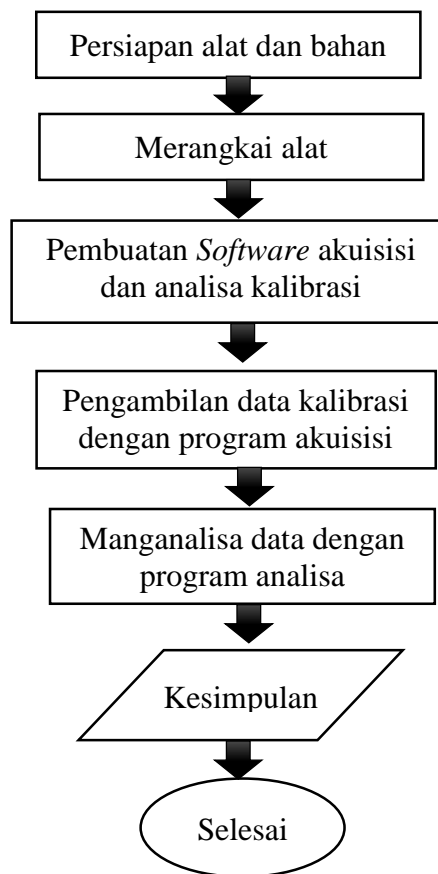 Persiapan alat dan bahan
Merangkai alat
Pembuatan Software akuisisi
dan analisa kalibrasi
Pengambilan data kalibrasi
dengan program akuisisi
Manganalisa data dengan
program analisa
Kesimpulan
Selesai